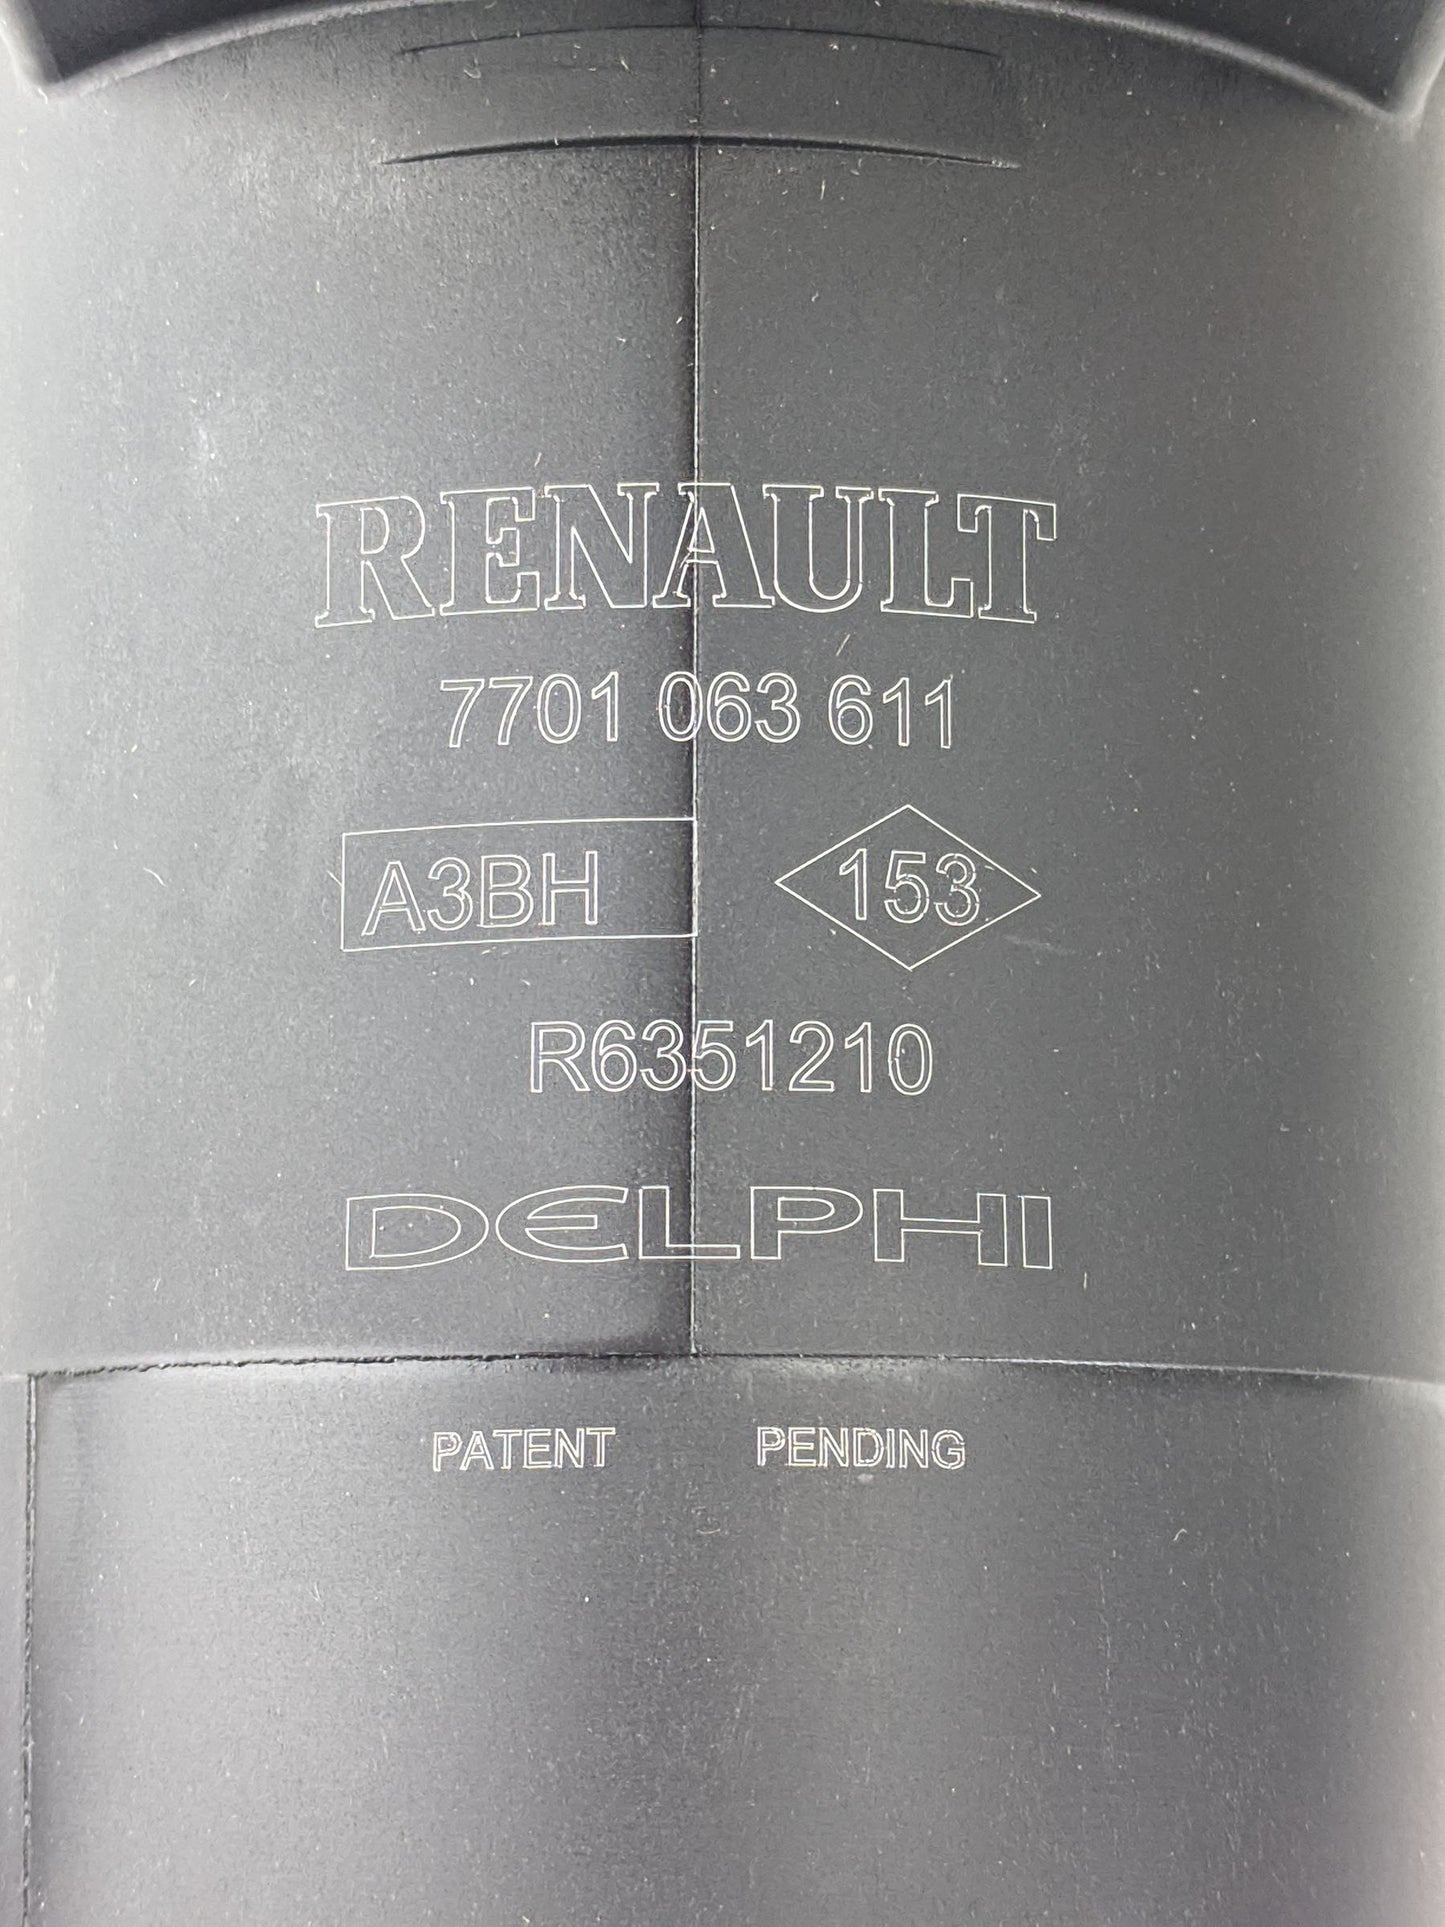 RENAULT
7701 063 611
A3BH 153
R6351210
DELPHI
PATENT PENDING